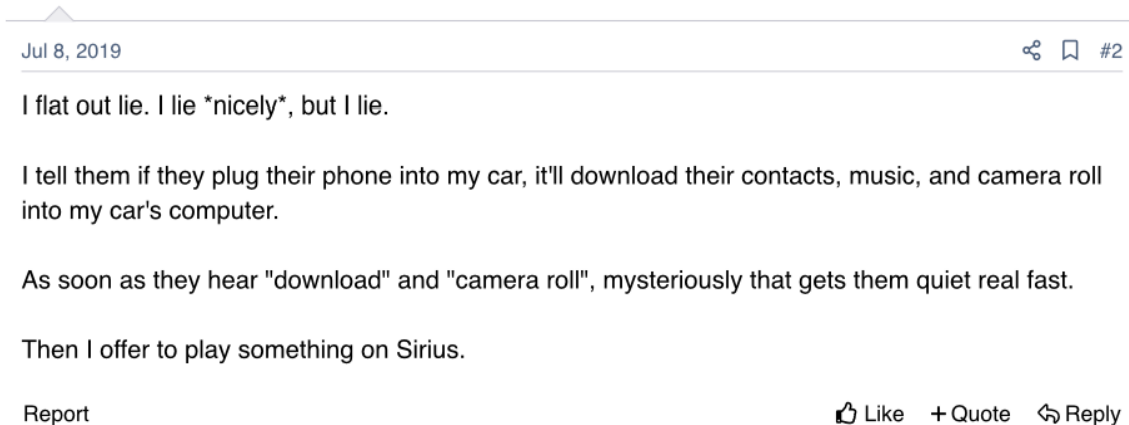 Jul 8, 2019 #2
I flat out lie. I lie *nicely*, but I lie.
I tell them if they plug their phone into my car, it'll download their contacts, music, and camera roll
into my car's computer.
As soon as they hear "download" and "camera roll", mysteriously that gets them quiet real fast.
Then I offer to play something on Sirius.
Report Like + Quote Reply